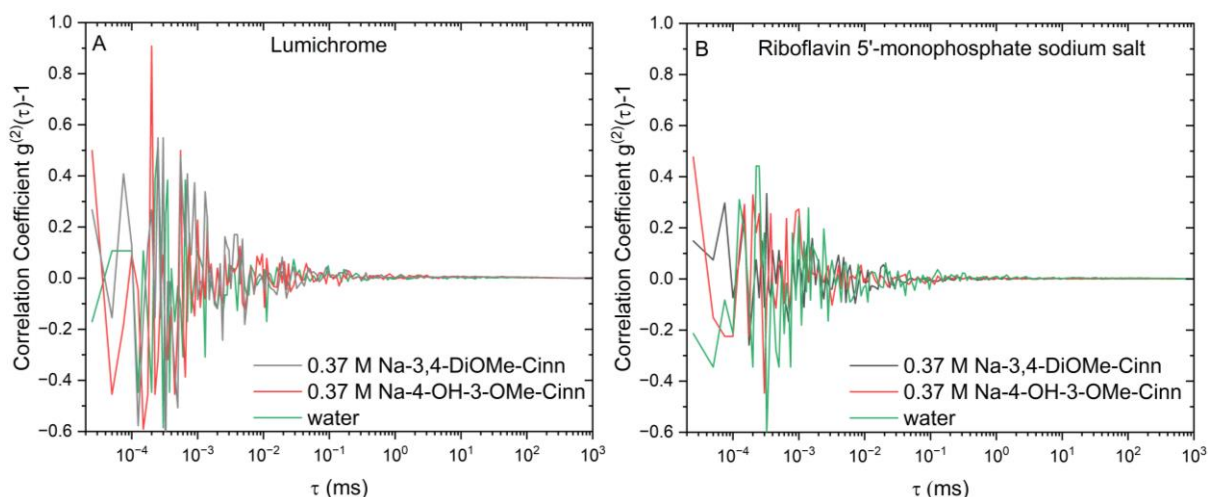 A
Lumichrome
Correlation Coefficient g⁽²⁾(τ)-1
1.0
0.8
0.6
0.4
0.2
0.0
−0.2
−0.4
−0.6
0.37 M Na-3,4-DiOMe-Cinn
0.37 M Na-4-OH-3-OMe-Cinn
water
10⁻⁴ 10⁻³ 10⁻² 10⁻¹ 10⁰ 10¹ 10² 10³
τ (ms)
B
Riboflavin 5'-monophosphate sodium salt
Correlation Coefficient g⁽²⁾(τ)-1
1.0
0.8
0.6
0.4
0.2
0.0
−0.2
−0.4
−0.6
0.37 M Na-3,4-DiOMe-Cinn
0.37 M Na-4-OH-3-OMe-Cinn
water
10⁻⁴ 10⁻³ 10⁻² 10⁻¹ 10⁰ 10¹ 10² 10³
τ (ms)